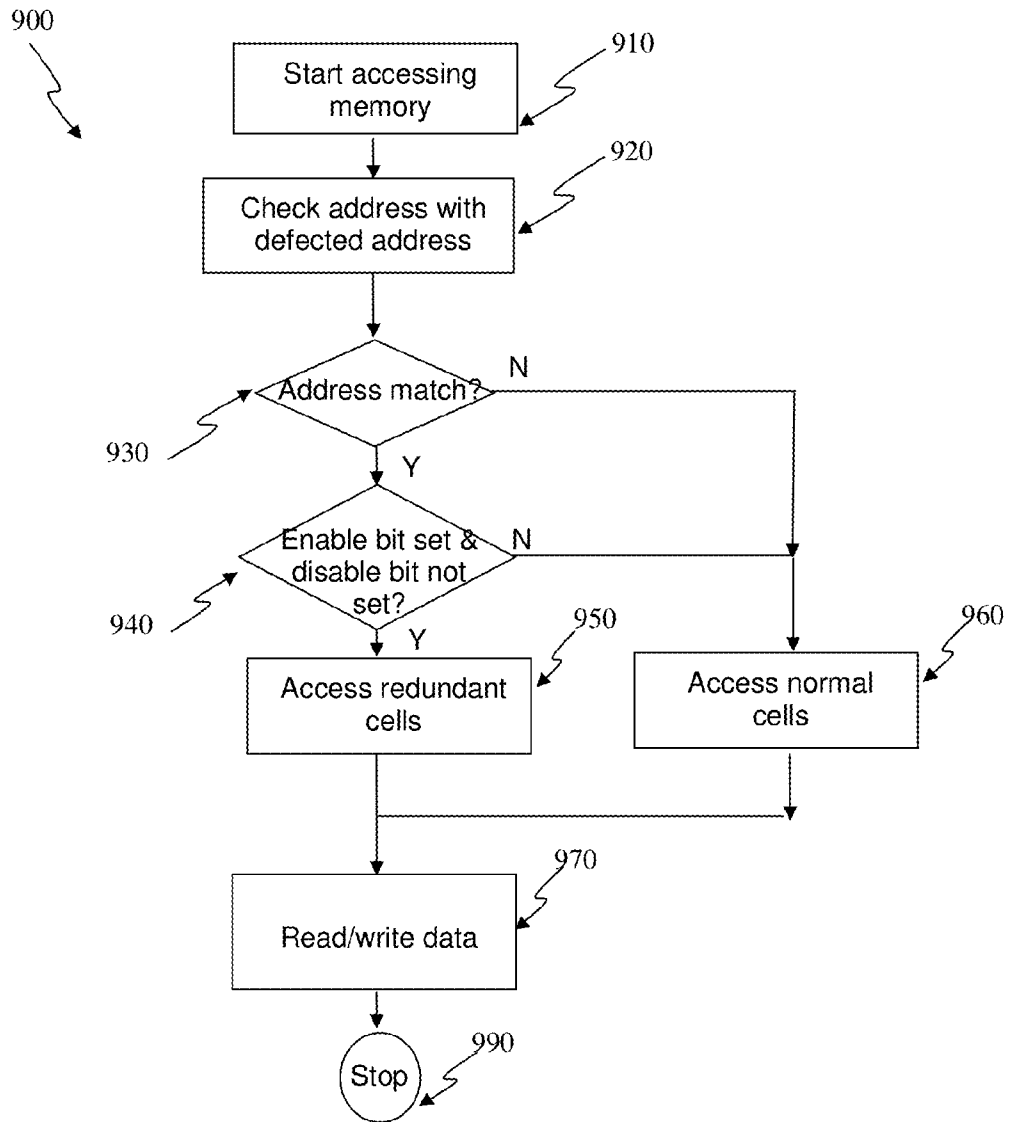 900
910
Start accessing
memory
920
Check address with
defected address
N
Address match?
930
Y
N
Enable bit set &
disable bit not
set?
940
Y
950
960
Access redundant
cells
Access normal
cells
970
Read/write data
990
Stop